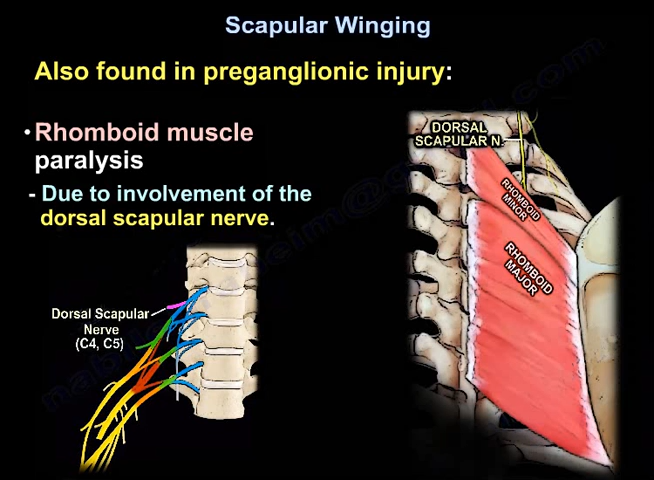 Scapular Winging
Also found in preganglionic injury:
•Rhomboid muscle
paralysis
- Due to involvement of the
dorsal scapular nerve.
DORSAL
SCAPULAR N.
RHOMBOID
MINOR
RHOMBOID
MAJOR
Dorsal Scapular
Nerve
(C4, C5)